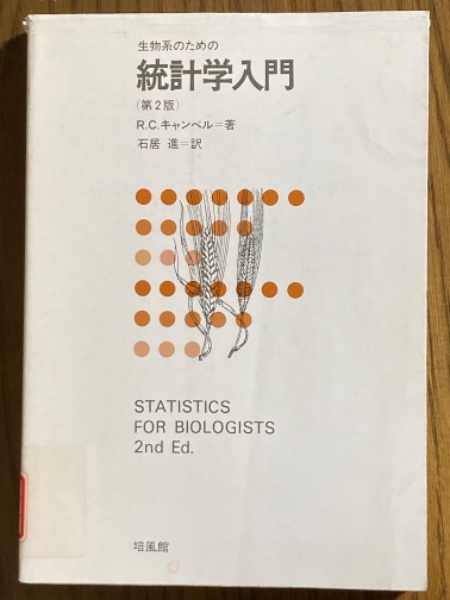 生物系のための
統計学入門
(第2版)
R.C.キャンベル=著
石居 進=訳
STATISTICS
FOR BIOLOGISTS
2nd Ed.
培風館